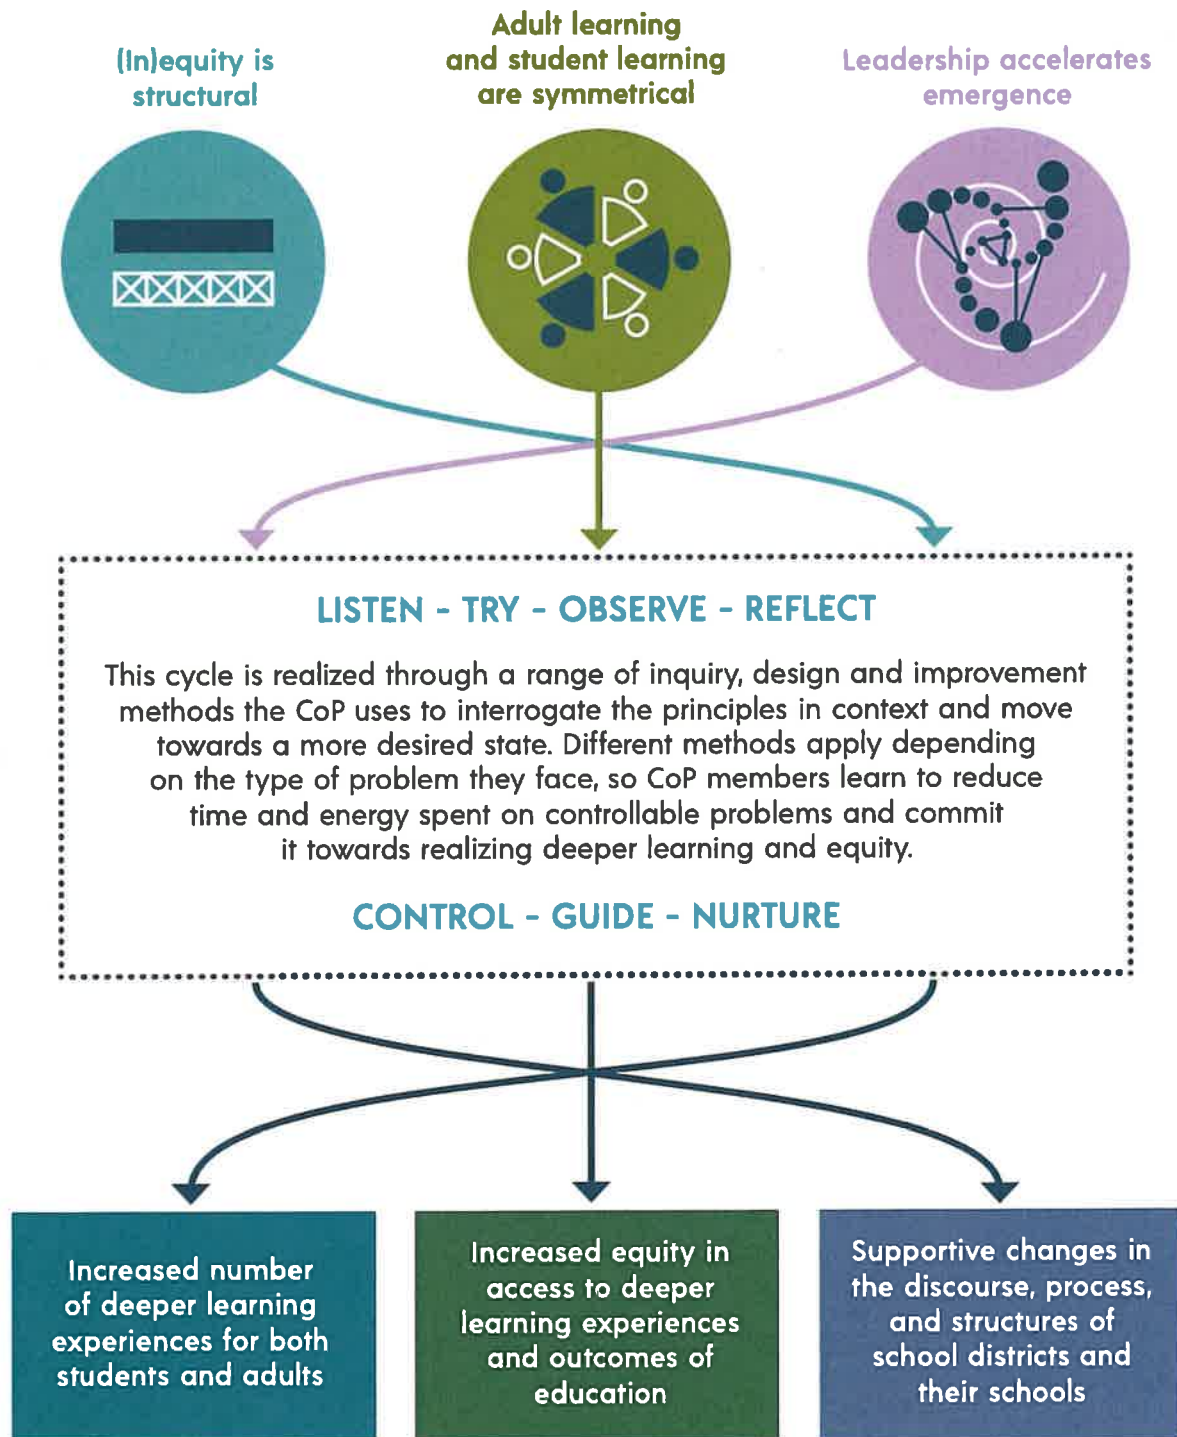 (In)equity is
structural
Adult learning
and student learning
are symmetrical
Leadership accelerates
emergence
LISTEN - TRY - OBSERVE - REFLECT
This cycle is realized through a range of inquiry, design and improvement
methods the CoP uses to interrogate the principles in context and move
towards a more desired state. Different methods apply depending
on the type of problem they face, so CoP members learn to reduce
time and energy spent on controllable problems and commit
it towards realizing deeper learning and equity.
CONTROL - GUIDE - NURTURE
Increased number
of deeper learning
experiences for both
students and adults
Increased equity in
access to deeper
learning experiences
and outcomes of
education
Supportive changes in
the discourse, process,
and structures of
school districts and
their schools